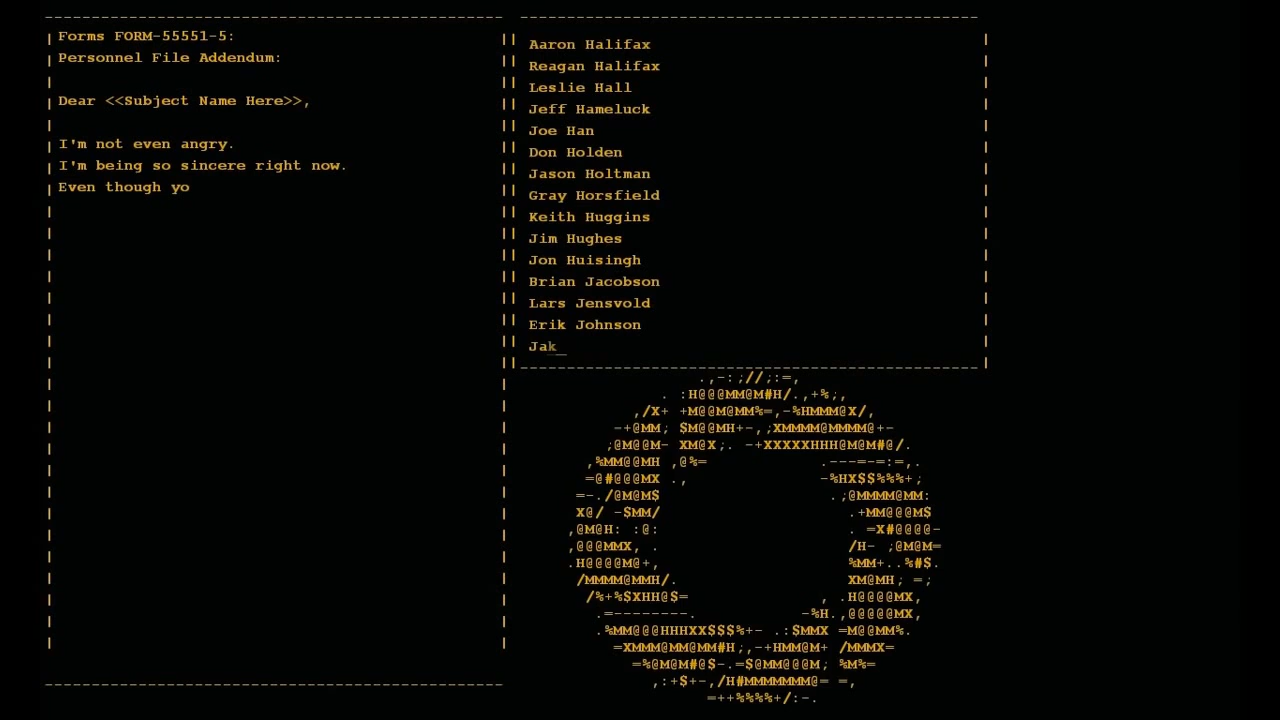 Forms FORM-55551-5:
Personnel File Addendum:
Dear <<Subject Name Here>>,
I'm not even angry.
I'm being so sincere right now.
Even though yo
Aaron Halifax
Reagan Halifax
Leslie Hall
Jeff Hameluck
Joe Han
Don Holden
Jason Holtman
Gray Horsfield
Keith Huggins
Jim Hughes
Jon Huisingh
Brian Jacobson
Lars Jensvold
Erik Johnson
Jak_